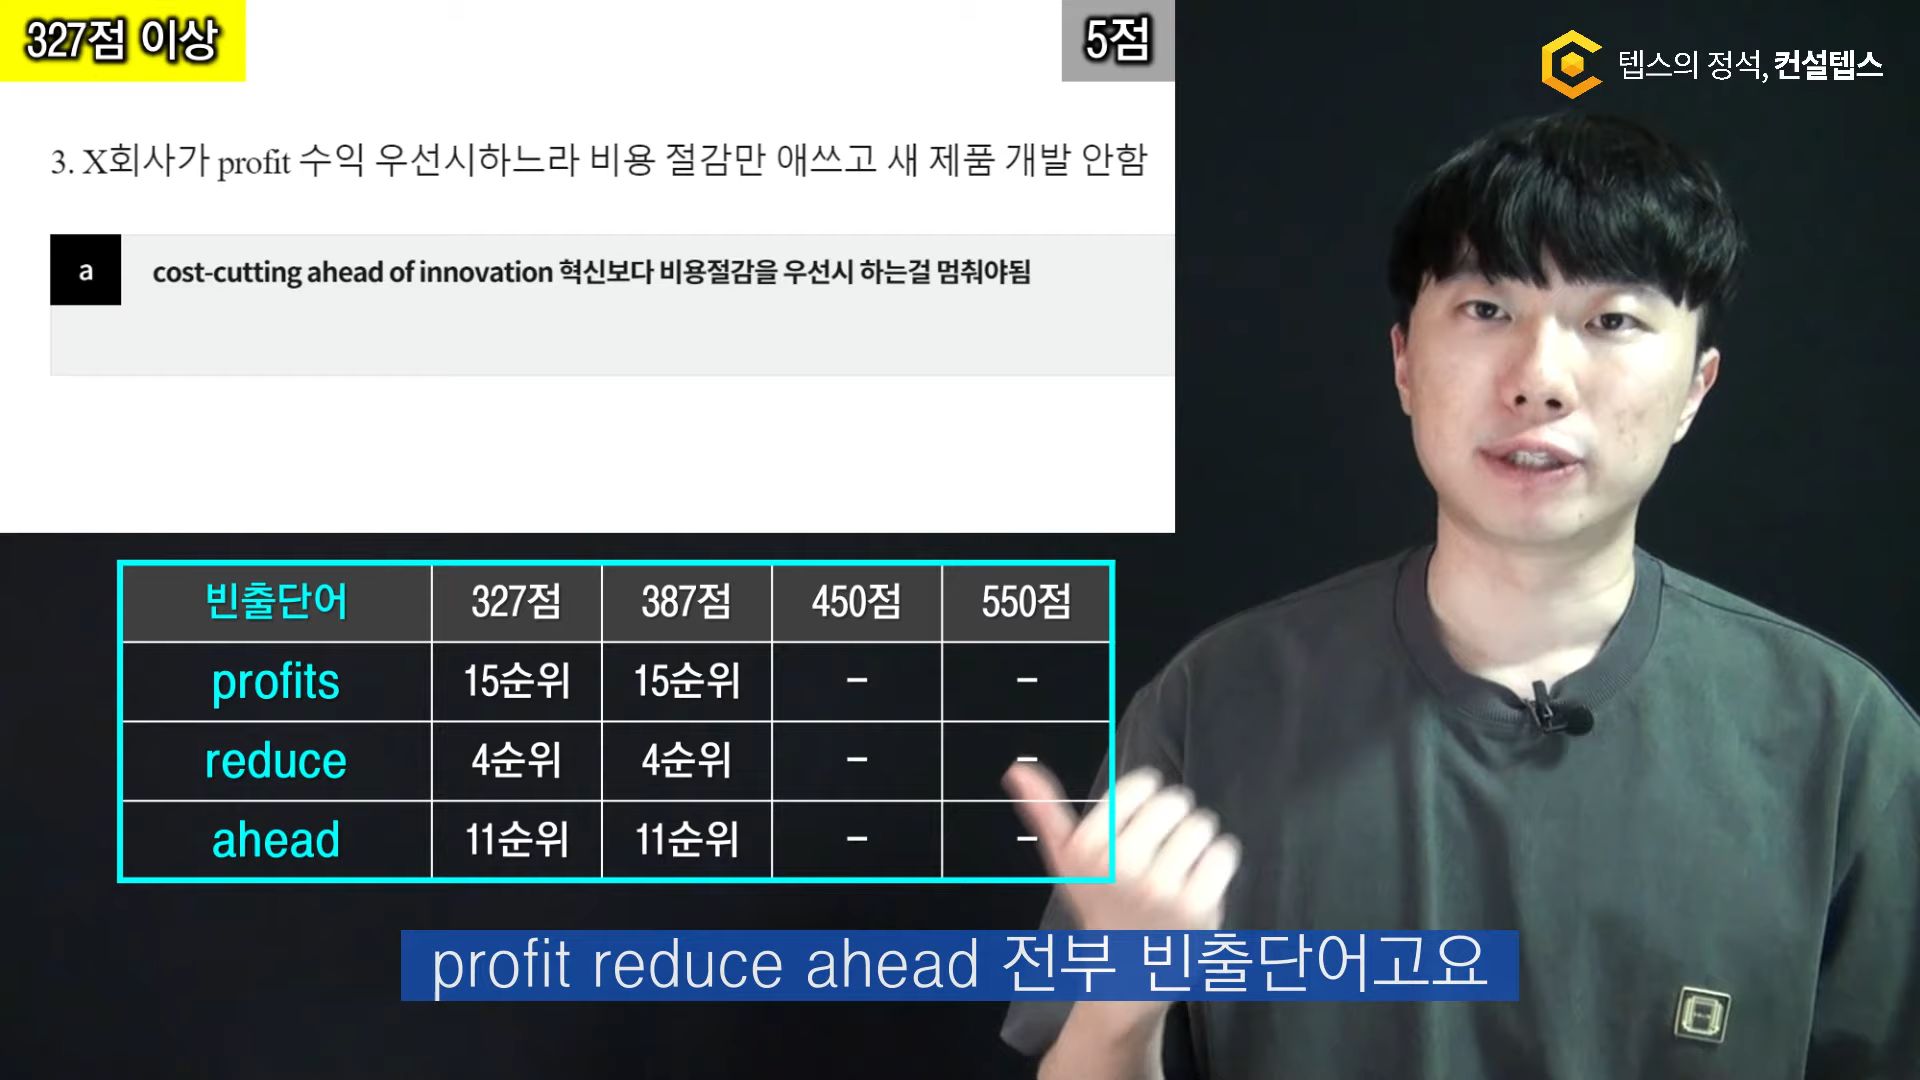 327점 이상
5점
텝스의 정석, 컨설텝스
3. X회사가 profit 수익 우선시하느라 비용 절감만 애쓰고 새 제품 개발 안함
a
cost-cutting ahead of innovation 혁신보다 비용절감을 우선시 하는걸 멈춰야됨
빈출단어 327점 387점 450점 550점
profits 15순위 15순위 – –
reduce 4순위 4순위 – –
ahead 11순위 11순위 – –
profit reduce ahead 전부 빈출단어고요